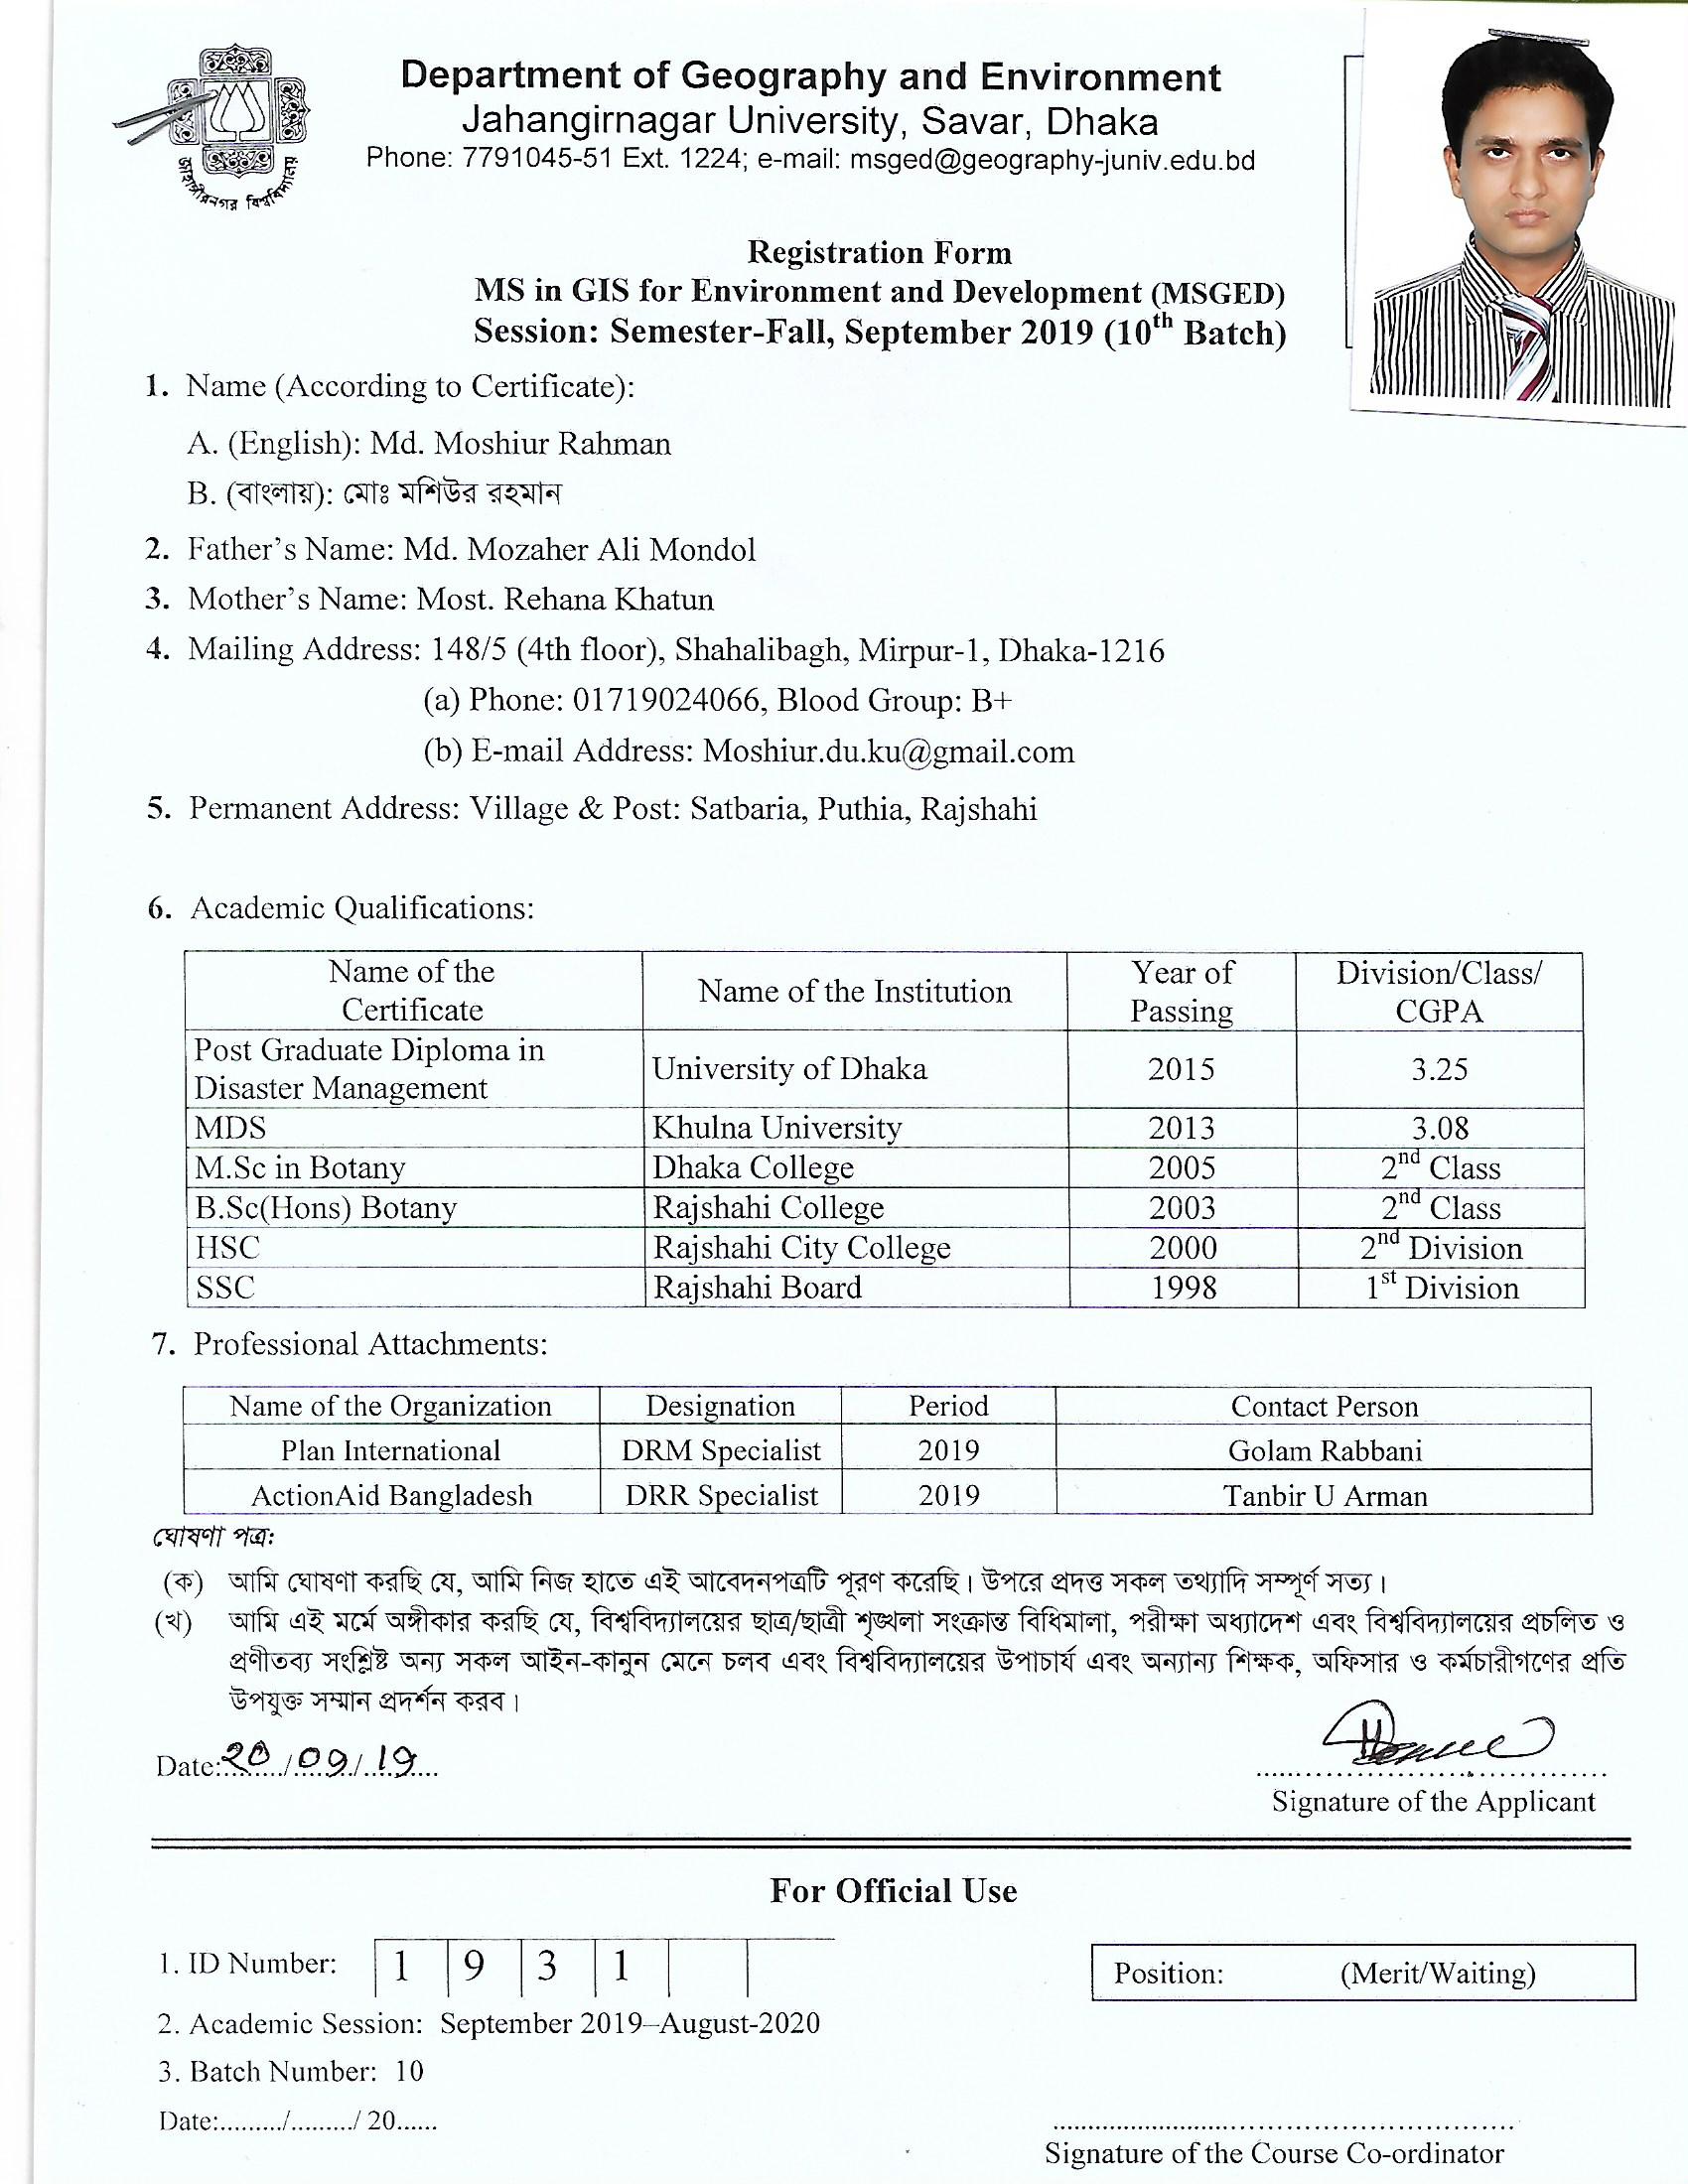 জাহাঙ্গীরনগর বিশ্ববিদ্যালয়
Department of Geography and Environment
Jahangirnagar University, Savar, Dhaka
Phone: 7791045-51 Ext. 1224; e-mail: msged@geography-juniv.edu.bd
Registration Form
MS in GIS for Environment and Development (MSGED)
Session: Semester-Fall, September 2019 (10th Batch)
1. Name (According to Certificate):
A. (English): Md. Moshiur Rahman
B. (বাংলায়): মোঃ মশিউর রহমান
2. Father's Name: Md. Mozaher Ali Mondol
3. Mother's Name: Most. Rehana Khatun
4. Mailing Address: 148/5 (4th floor), Shahalibagh, Mirpur-1, Dhaka-1216
(a) Phone: 01719024066, Blood Group: B+
(b) E-mail Address: Moshiur.du.ku@gmail.com
5. Permanent Address: Village & Post: Satbaria, Puthia, Rajshahi
6. Academic Qualifications:
Name of the Certificate Name of the Institution Year of Passing Division/Class/CGPA
Post Graduate Diploma in Disaster Management University of Dhaka 2015 3.25
MDS Khulna University 2013 3.08
M.Sc in Botany Dhaka College 2005 2nd Class
B.Sc(Hons) Botany Rajshahi College 2003 2nd Class
HSC Rajshahi City College 2000 2nd Division
SSC Rajshahi Board 1998 1st Division
7. Professional Attachments:
Name of the Organization Designation Period Contact Person
Plan International DRM Specialist 2019 Golam Rabbani
ActionAid Bangladesh DRR Specialist 2019 Tanbir U Arman
ঘোষণা পত্র:
(ক) আমি ঘোষণা করছি যে, আমি নিজ হাতে এই আবেদনপত্রটি পূরণ করেছি। উপরে প্রদত্ত সকল তথ্যাদি সম্পূর্ণ সত্য।
(খ) আমি এই মর্মে অঙ্গীকার করছি যে, বিশ্ববিদ্যালয়ের ছাত্র/ছাত্রী শৃঙ্খলা সংক্রান্ত বিধিমালা, পরীক্ষা অধ্যাদেশ এবং বিশ্ববিদ্যালয়ের প্রচলিত ও
প্রণীতব্য সংশ্লিষ্ট অন্য সকল আইন-কানুন মেনে চলব এবং বিশ্ববিদ্যালয়ের উপাচার্য এবং অন্যান্য শিক্ষক, অফিসার ও কর্মচারীগণের প্রতি
উপযুক্ত সম্মান প্রদর্শন করব।
Date: 20/09/19
Signature of the Applicant
For Official Use
1. ID Number: 1 9 3 1
Position: (Merit/Waiting)
2. Academic Session: September 2019–August-2020
3. Batch Number: 10
Date:........./........./ 20......
Signature of the Course Co-ordinator